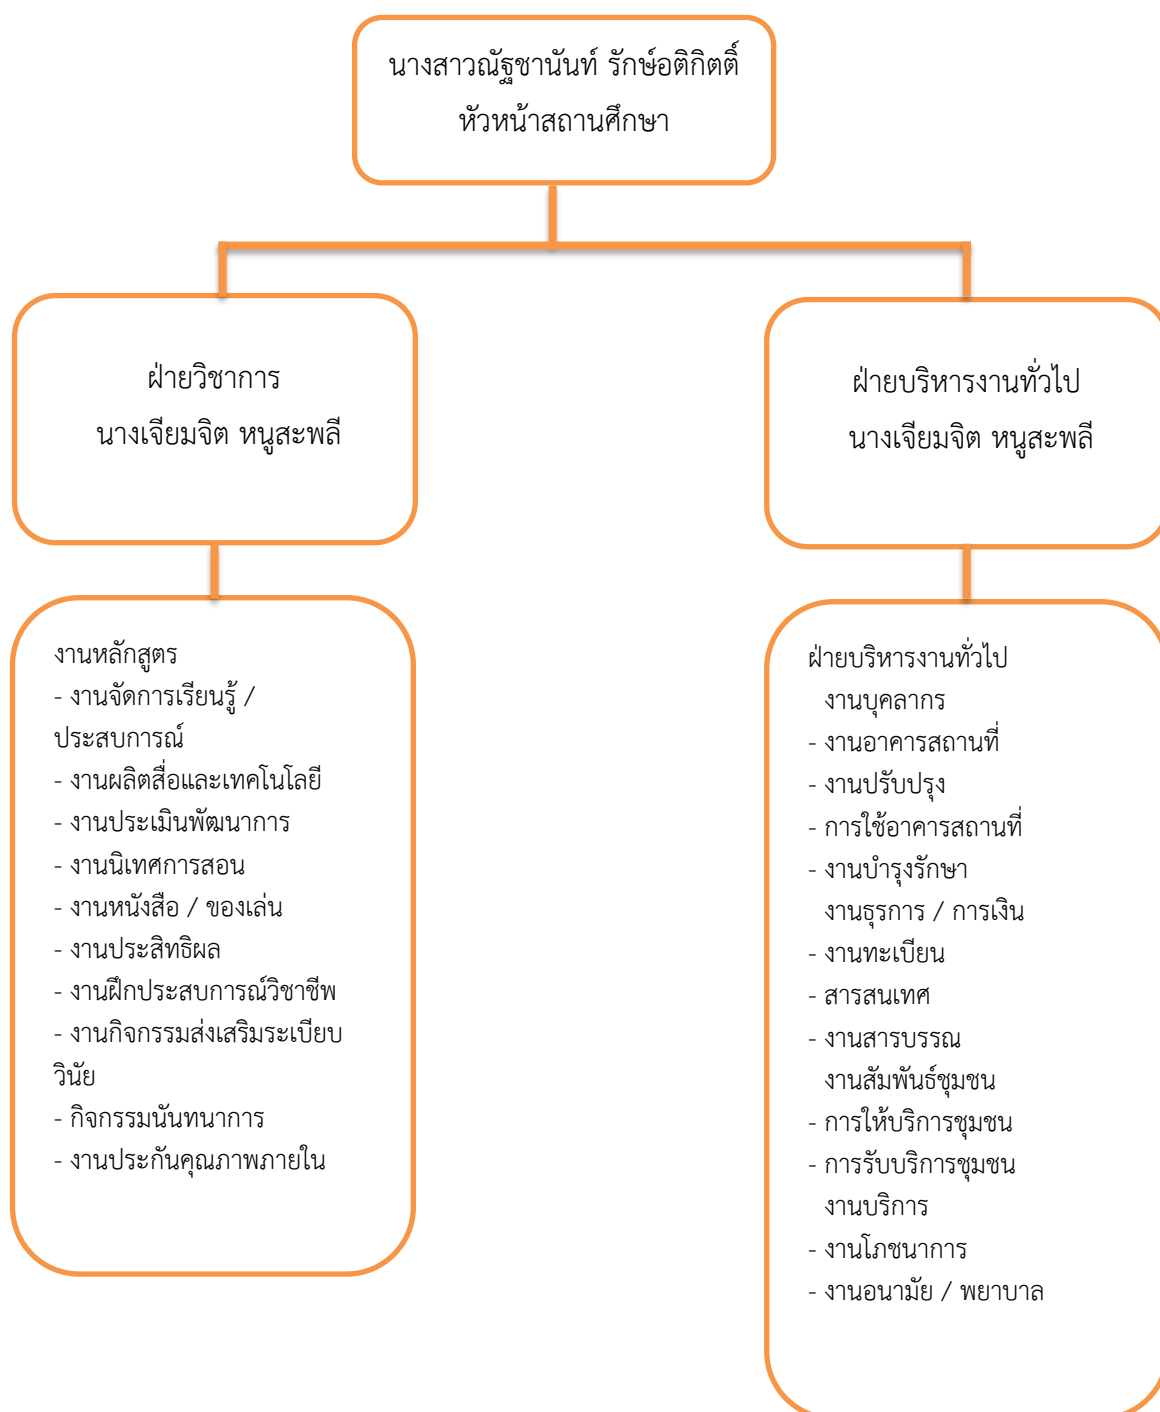 นางสาวณัฐชานันท์ รักษ์อติกิตติ์
หัวหน้าสถานศึกษา
ฝ่ายวิชาการ
นางเจียมจิต หนูสะพลี
ฝ่ายบริหารงานทั่วไป
นางเจียมจิต หนูสะพลี
งานหลักสูตร
- งานจัดการเรียนรู้ /
ประสบการณ์
- งานผลิตสื่อและเทคโนโลยี
- งานประเมินพัฒนาการ
- งานนิเทศการสอน
- งานหนังสือ / ของเล่น
- งานประสิทธิผล
- งานฝึกประสบการณ์วิชาชีพ
- งานกิจกรรมส่งเสริมระเบียบ
วินัย
- กิจกรรมนันทนาการ
- งานประกันคุณภาพภายใน
ฝ่ายบริหารงานทั่วไป
งานบุคลากร
- งานอาคารสถานที่
- งานปรับปรุง
- การใช้อาคารสถานที่
- งานบำรุงรักษา
งานธุรการ / การเงิน
- งานทะเบียน
- สารสนเทศ
- งานสารบรรณ
งานสัมพันธ์ชุมชน
- การให้บริการชุมชน
- การรับบริการชุมชน
งานบริการ
- งานโภชนาการ
- งานอนามัย / พยาบาล